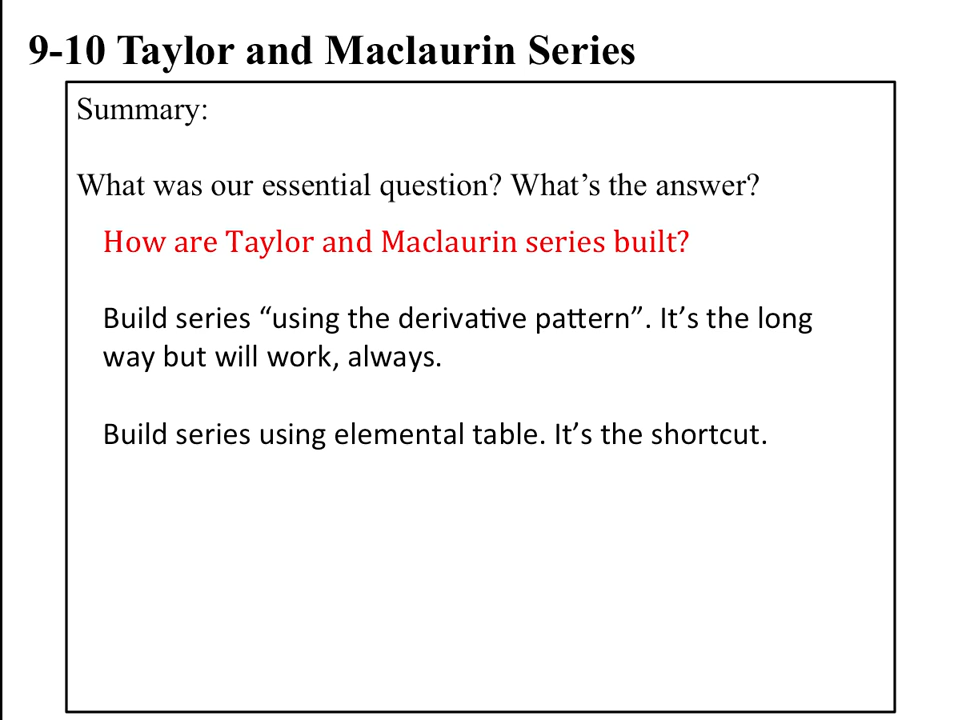 9-10 Taylor and Maclaurin Series
Summary:
What was our essential question? What’s the answer?
How are Taylor and Maclaurin series built?
Build series “using the derivative pattern”. It’s the long
way but will work, always.
Build series using elemental table. It’s the shortcut.